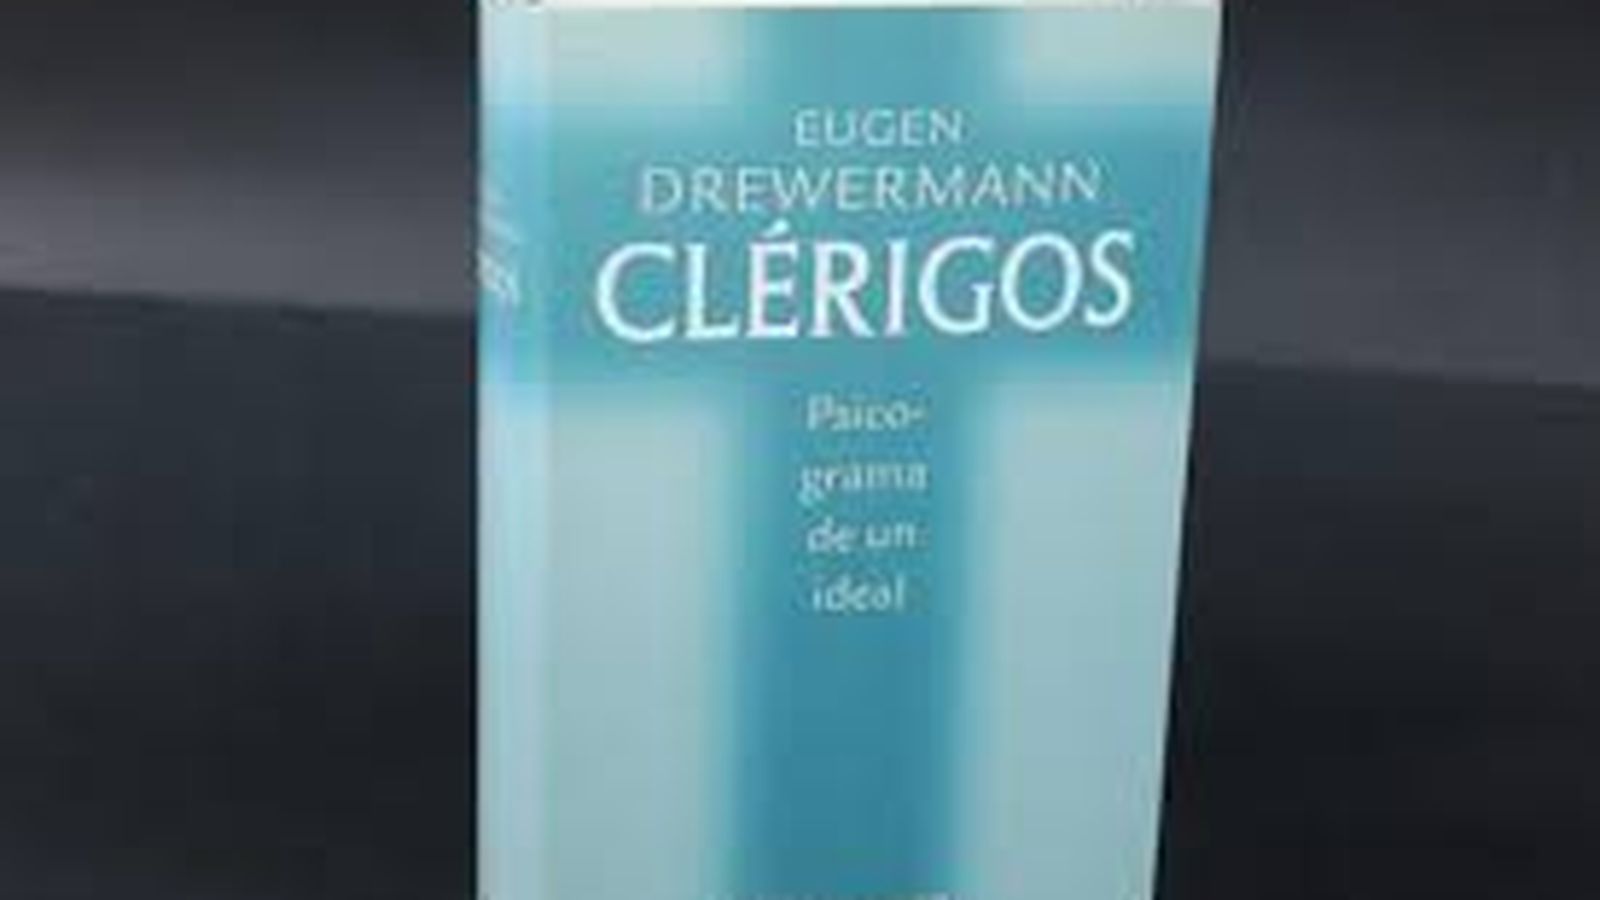 EUGEN
DREWERMANN
CLÉRIGOS
Psico-
grama
de un
ideal